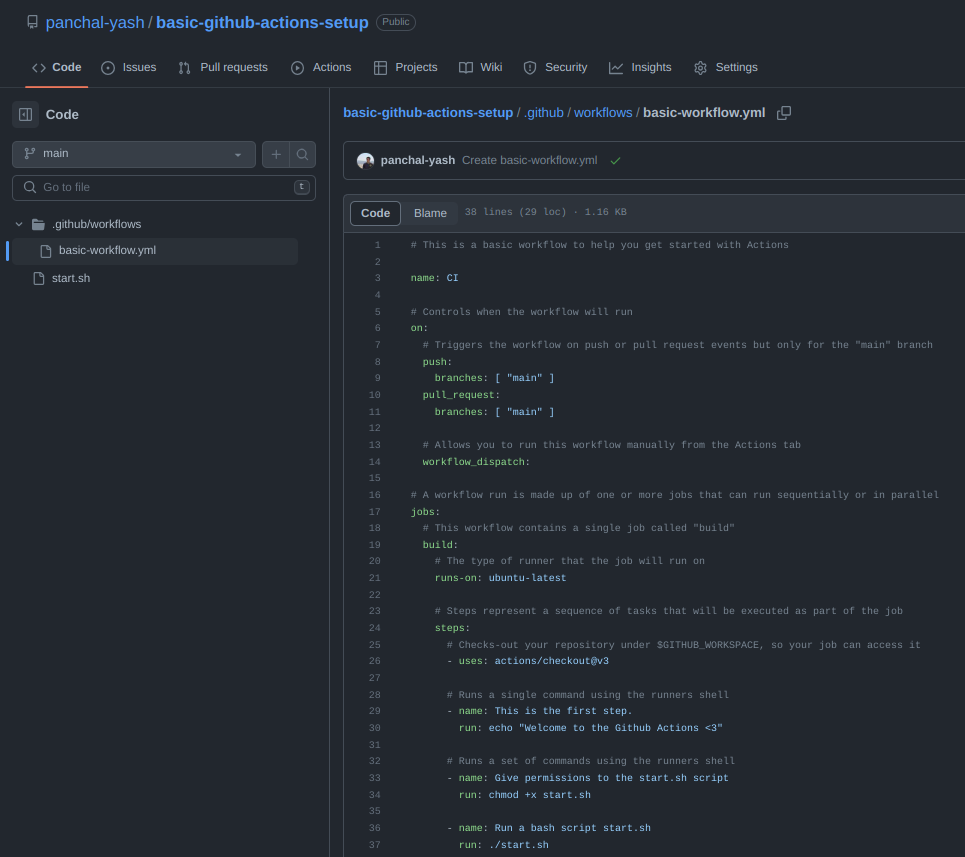 panchal-yash / basic-github-actions-setup Public
Code Issues Pull requests Actions Projects Wiki Security Insights Settings
Code
main
Go to file t
.github/workflows
basic-workflow.yml
start.sh
basic-github-actions-setup / .github / workflows / basic-workflow.yml
panchal-yash Create basic-workflow.yml
Code Blame 38 lines (29 loc) · 1.16 KB
1 # This is a basic workflow to help you get started with Actions
2
3 name: CI
4
5 # Controls when the workflow will run
6 on:
7 # Triggers the workflow on push or pull request events but only for the "main" branch
8 push:
9 branches: [ "main" ]
10 pull_request:
11 branches: [ "main" ]
12
13 # Allows you to run this workflow manually from the Actions tab
14 workflow_dispatch:
15
16 # A workflow run is made up of one or more jobs that can run sequentially or in parallel
17 jobs:
18 # This workflow contains a single job called "build"
19 build:
20 # The type of runner that the job will run on
21 runs-on: ubuntu-latest
22
23 # Steps represent a sequence of tasks that will be executed as part of the job
24 steps:
25 # Checks-out your repository under $GITHUB_WORKSPACE, so your job can access it
26 - uses: actions/checkout@v3
27
28 # Runs a single command using the runners shell
29 - name: This is the first step.
30 run: echo "Welcome to the Github Actions <3"
31
32 # Runs a set of commands using the runners shell
33 - name: Give permissions to the start.sh script
34 run: chmod +x start.sh
35
36 - name: Run a bash script start.sh
37 run: ./start.sh